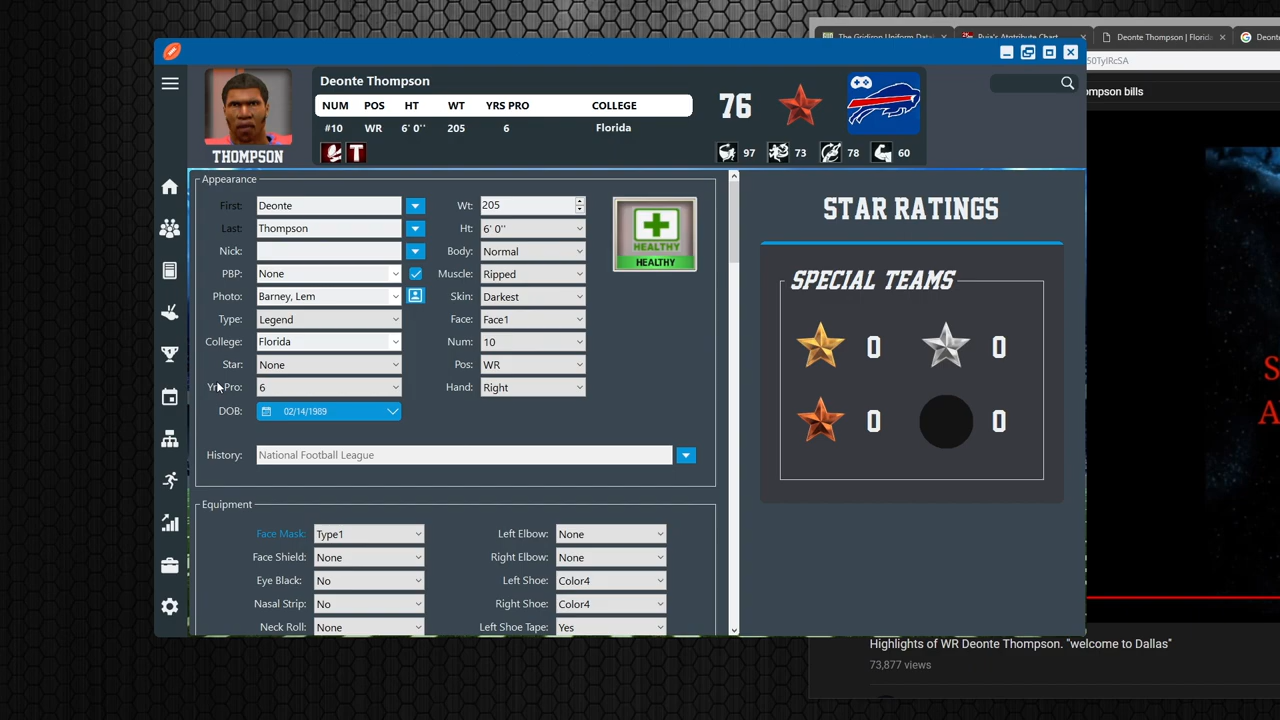 The Gridiron Uniform Data
Puja's Attribute Chart
Deonte Thompson | Florida
Deont
50TyIRcSA
ompson bills
Deonte Thompson
NUM POS HT WT YRS PRO COLLEGE
#10 WR 6' 0'' 205 6 Florida
THOMPSON
T
76
97 73 78 60
Appearance
First: Deonte
Last: Thompson
Nick:
PBP: None
Photo: Barney, Lem
Type: Legend
College: Florida
Star: None
Yrs Pro: 6
DOB: 02/14/1989
Wt: 205
Ht: 6' 0''
Body: Normal
Muscle: Ripped
Skin: Darkest
Face: Face1
Num: 10
Pos: WR
Hand: Right
HEALTHY
HEALTHY
History: National Football League
Equipment
Face Mask: Type1
Face Shield: None
Eye Black: No
Nasal Strip: No
Neck Roll: None
Left Elbow: None
Right Elbow: None
Left Shoe: Color4
Right Shoe: Color4
Left Shoe Tape: Yes
STAR RATINGS
SPECIAL TEAMS
0 0
0 0
S
A
Highlights of WR Deonte Thompson. "welcome to Dallas"
73,877 views